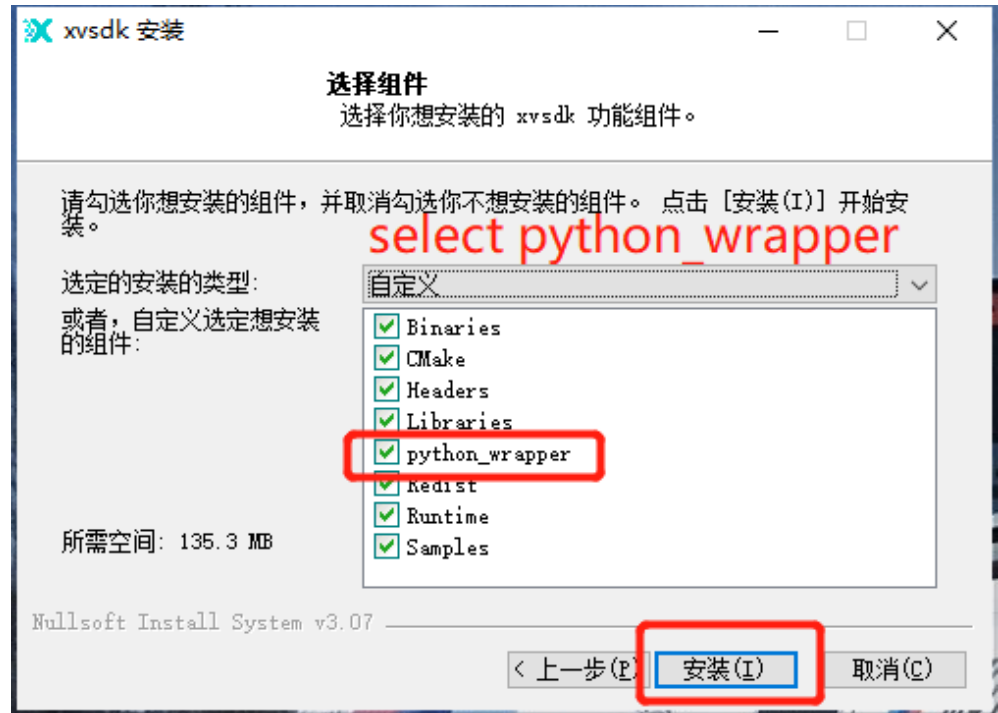 xvsdk 安装
选择组件
选择你想安装的 xvsdk 功能组件。
请勾选你想安装的组件，并取消勾选你不想安装的组件。 点击 [安装(I)] 开始安
装。
select python_wrapper
选定的安装的类型:
自定义
或者，自定义选定想安装
的组件:
Binaries
CMake
Headers
Libraries
python_wrapper
Redist
Runtime
Samples
所需空间: 135.3 MB
Nullsoft Install System v3.07
< 上一步(P)
安装(I)
取消(C)